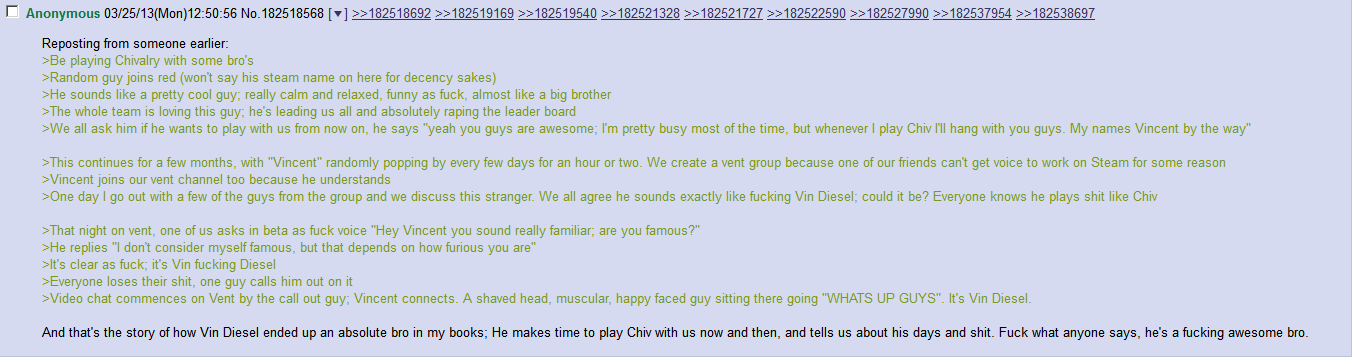 Anonymous 03/25/13(Mon)12:50:56 No.182518568 [▼] >>182518692 >>182519169 >>182519540 >>182521328 >>182521727 >>182522590 >>182527990 >>182537954 >>182538697
Reposting from someone earlier:
>Be playing Chivalry with some bro's
>Random guy joins red (won't say his steam name on here for decency sakes)
>He sounds like a pretty cool guy; really calm and relaxed, funny as fuck, almost like a big brother
>The whole team is loving this guy; he's leading us all and absolutely raping the leader board
>We all ask him if he wants to play with us from now on, he says "yeah you guys are awesome; I'm pretty busy most of the time, but whenever I play Chiv I'll hang with you guys. My names Vincent by the way"
>This continues for a few months, with "Vincent" randomly popping by every few days for an hour or two. We create a vent group because one of our friends can't get voice to work on Steam for some reason
>Vincent joins our vent channel too because he understands
>One day I go out with a few of the guys from the group and we discuss this stranger. We all agree he sounds exactly like fucking Vin Diesel; could it be? Everyone knows he plays shit like Chiv
>That night on vent, one of us asks in beta as fuck voice "Hey Vincent you sound really familiar; are you famous?"
>He replies "I don't consider myself famous, but that depends on how furious you are"
>It's clear as fuck; it's Vin fucking Diesel
>Everyone loses their shit, one guy calls him out on it
>Video chat commences on Vent by the call out guy; Vincent connects. A shaved head, muscular, happy faced guy sitting there going "WHATS UP GUYS". It's Vin Diesel.
And that's the story of how Vin Diesel ended up an absolute bro in my books; He makes time to play Chiv with us now and then, and tells us about his days and shit. Fuck what anyone says, he's a fucking awesome bro.